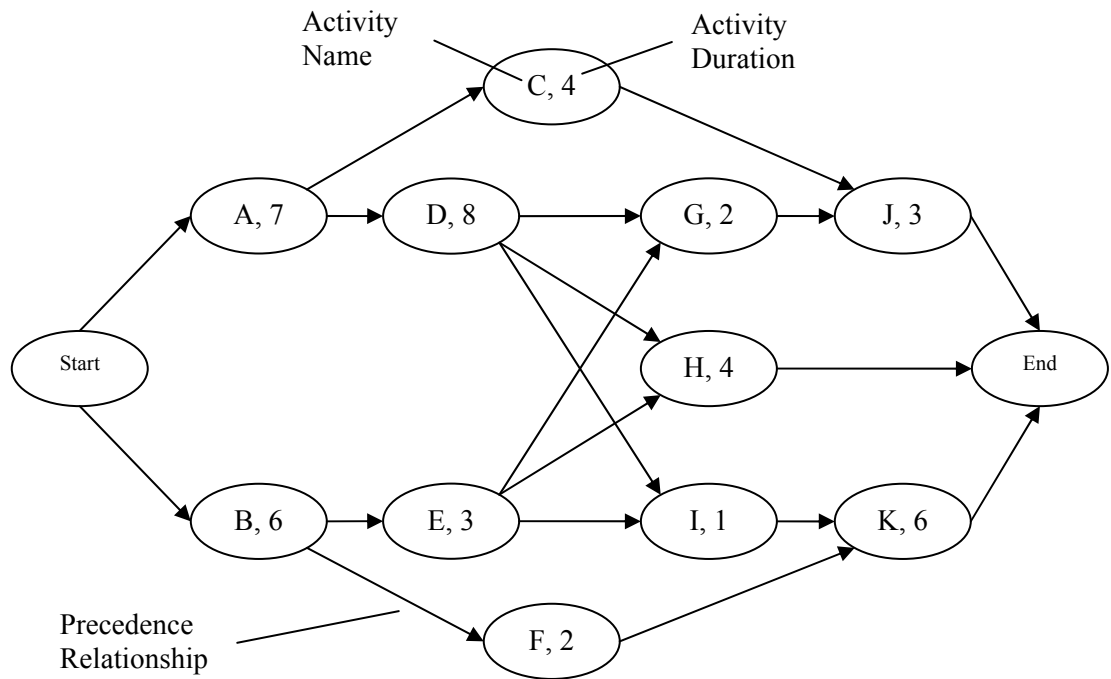 Activity
Name
Activity
Duration
C, 4
A, 7
D, 8
G, 2
J, 3
Start
H, 4
End
B, 6
E, 3
I, 1
K, 6
Precedence
Relationship
F, 2